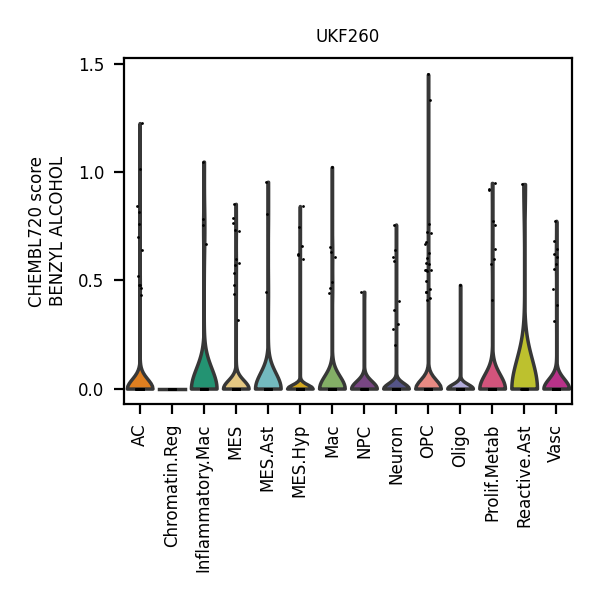 UKF260
CHEMBL720 score
BENZYL ALCOHOL
1.5
1.0
0.5
0.0
AC
Chromatin.Reg
Inflammatory.Mac
MES
MES.Ast
MES.Hyp
Mac
NPC
Neuron
OPC
Oligo
Prolif.Metab
Reactive.Ast
Vasc